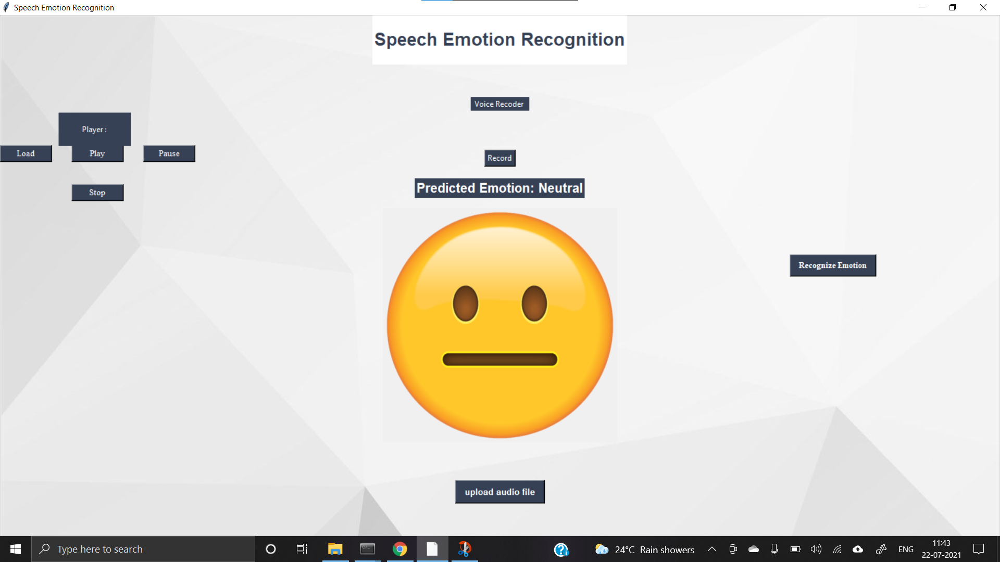 Speech Emotion Recognition
Speech Emotion Recognition
Voice Recoder
Player :
Load
Play
Pause
Record
Stop
Predicted Emotion: Neutral
Recognize Emotion
upload audio file
Type here to search
24°C Rain showers
ENG
11:43
22-07-2021